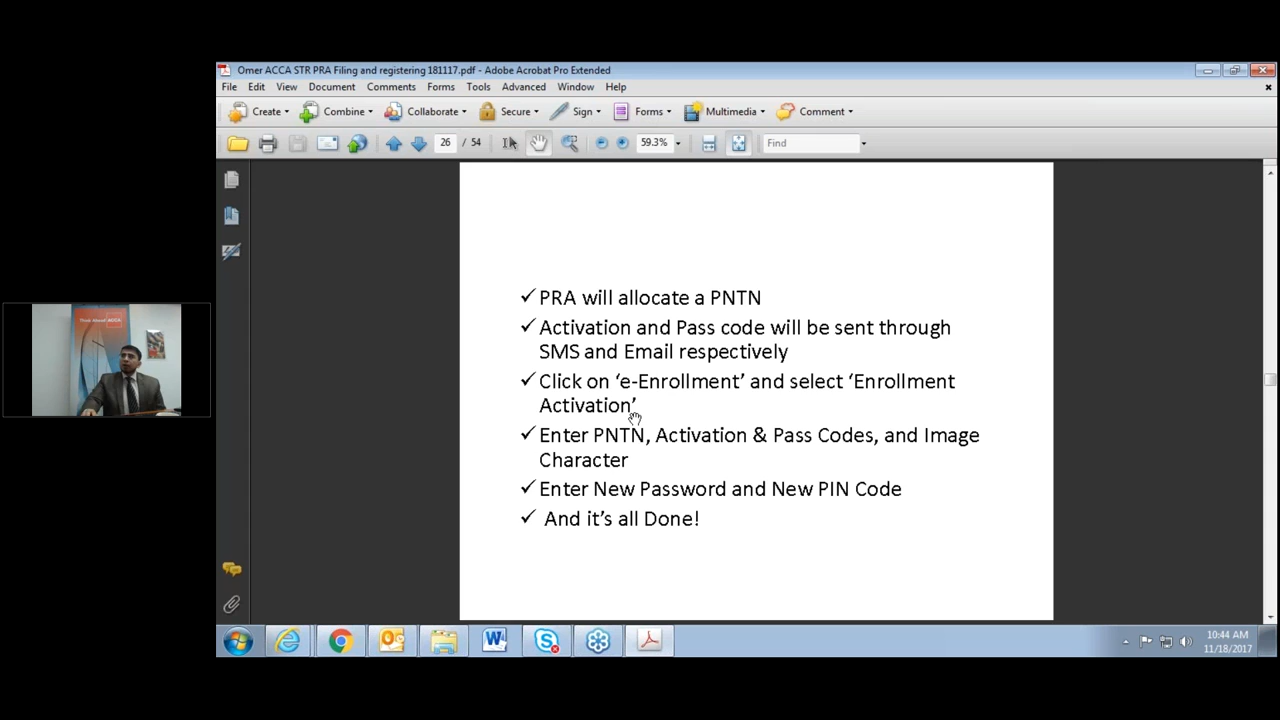 Omer ACCA STR PRA Filing and registering 181117.pdf - Adobe Acrobat Pro Extended
File Edit View Document Comments Forms Tools Advanced Window Help
Create Combine Collaborate Secure Sign Forms Multimedia Comment
26 / 54 59.3% Find
✓ PRA will allocate a PNTN
✓ Activation and Pass code will be sent through
SMS and Email respectively
✓ Click on ‘e-Enrollment’ and select ‘Enrollment
Activation’
✓ Enter PNTN, Activation & Pass Codes, and Image
Character
✓ Enter New Password and New PIN Code
✓ And it’s all Done!
Think Ahead ACCA
10:44 AM
11/18/2017